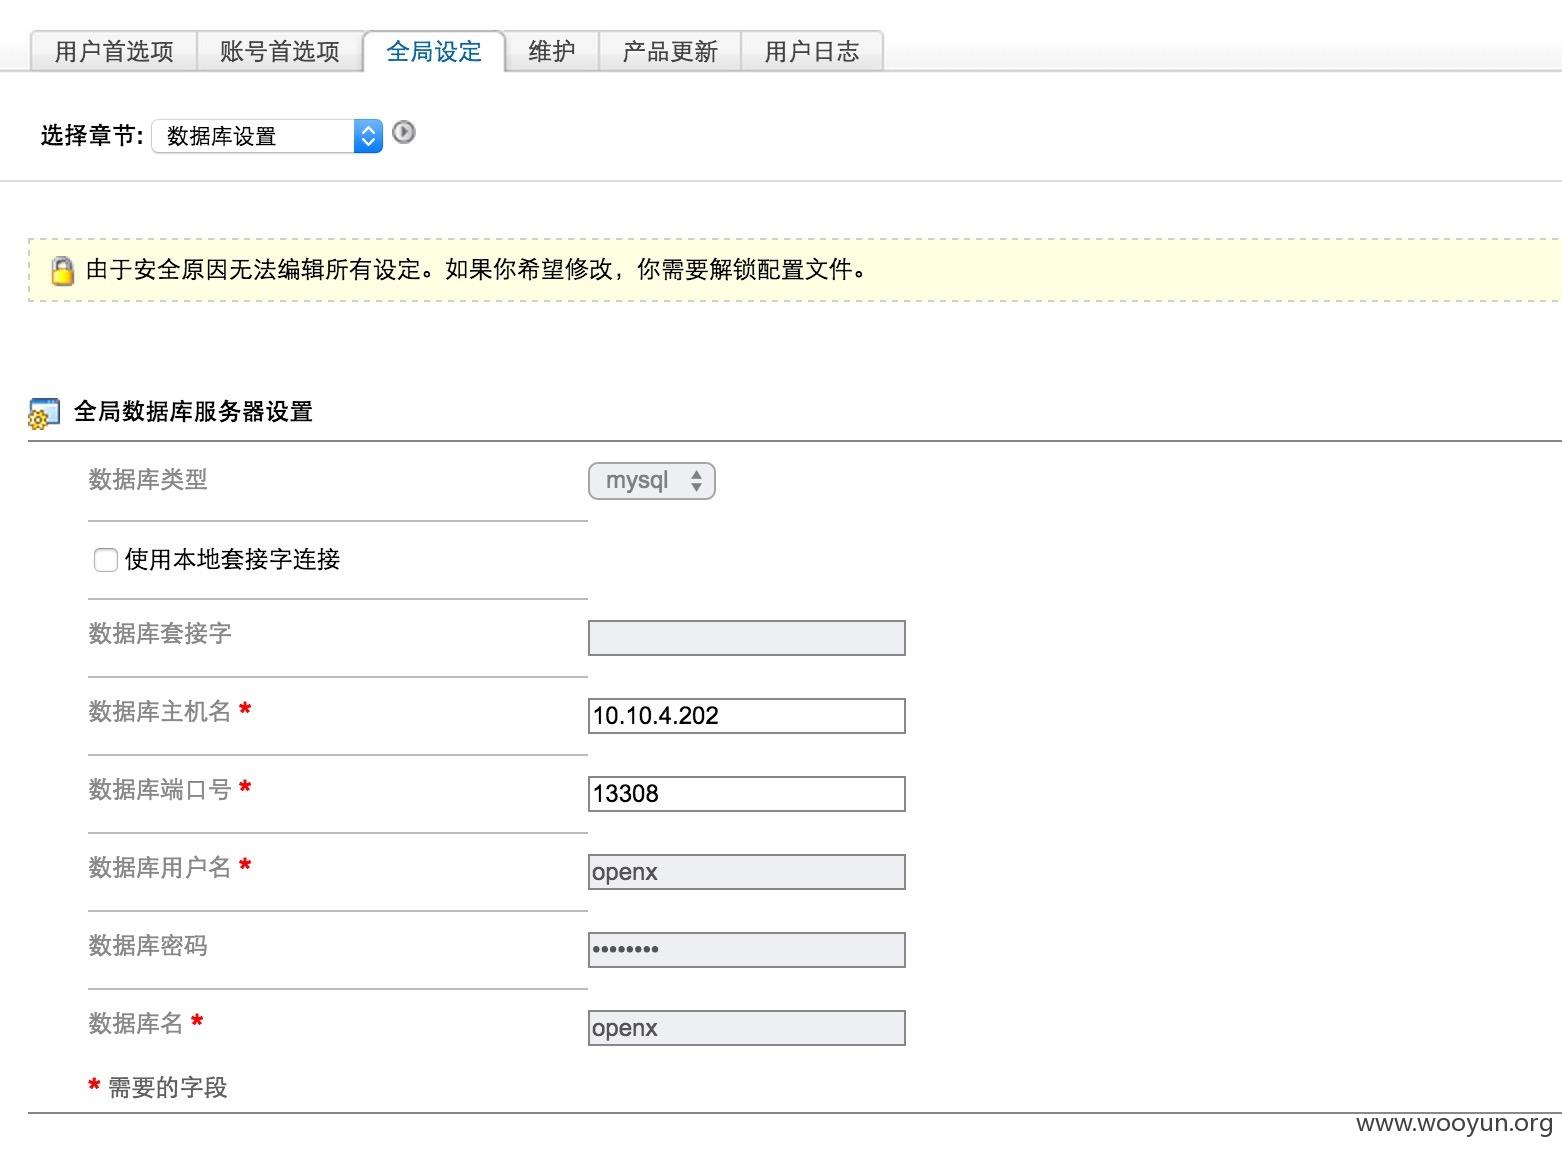 用户首选项 账号首选项 全局设定 维护 产品更新 用户日志
选择章节: 数据库设置
由于安全原因无法编辑所有设定。如果你希望修改，你需要解锁配置文件。
全局数据库服务器设置
数据库类型 mysql
使用本地套接字连接
数据库套接字
数据库主机名 * 10.10.4.202
数据库端口号 * 13308
数据库用户名 * openx
数据库密码 ••••••••
数据库名 * openx
* 需要的字段
www.wooyun.org